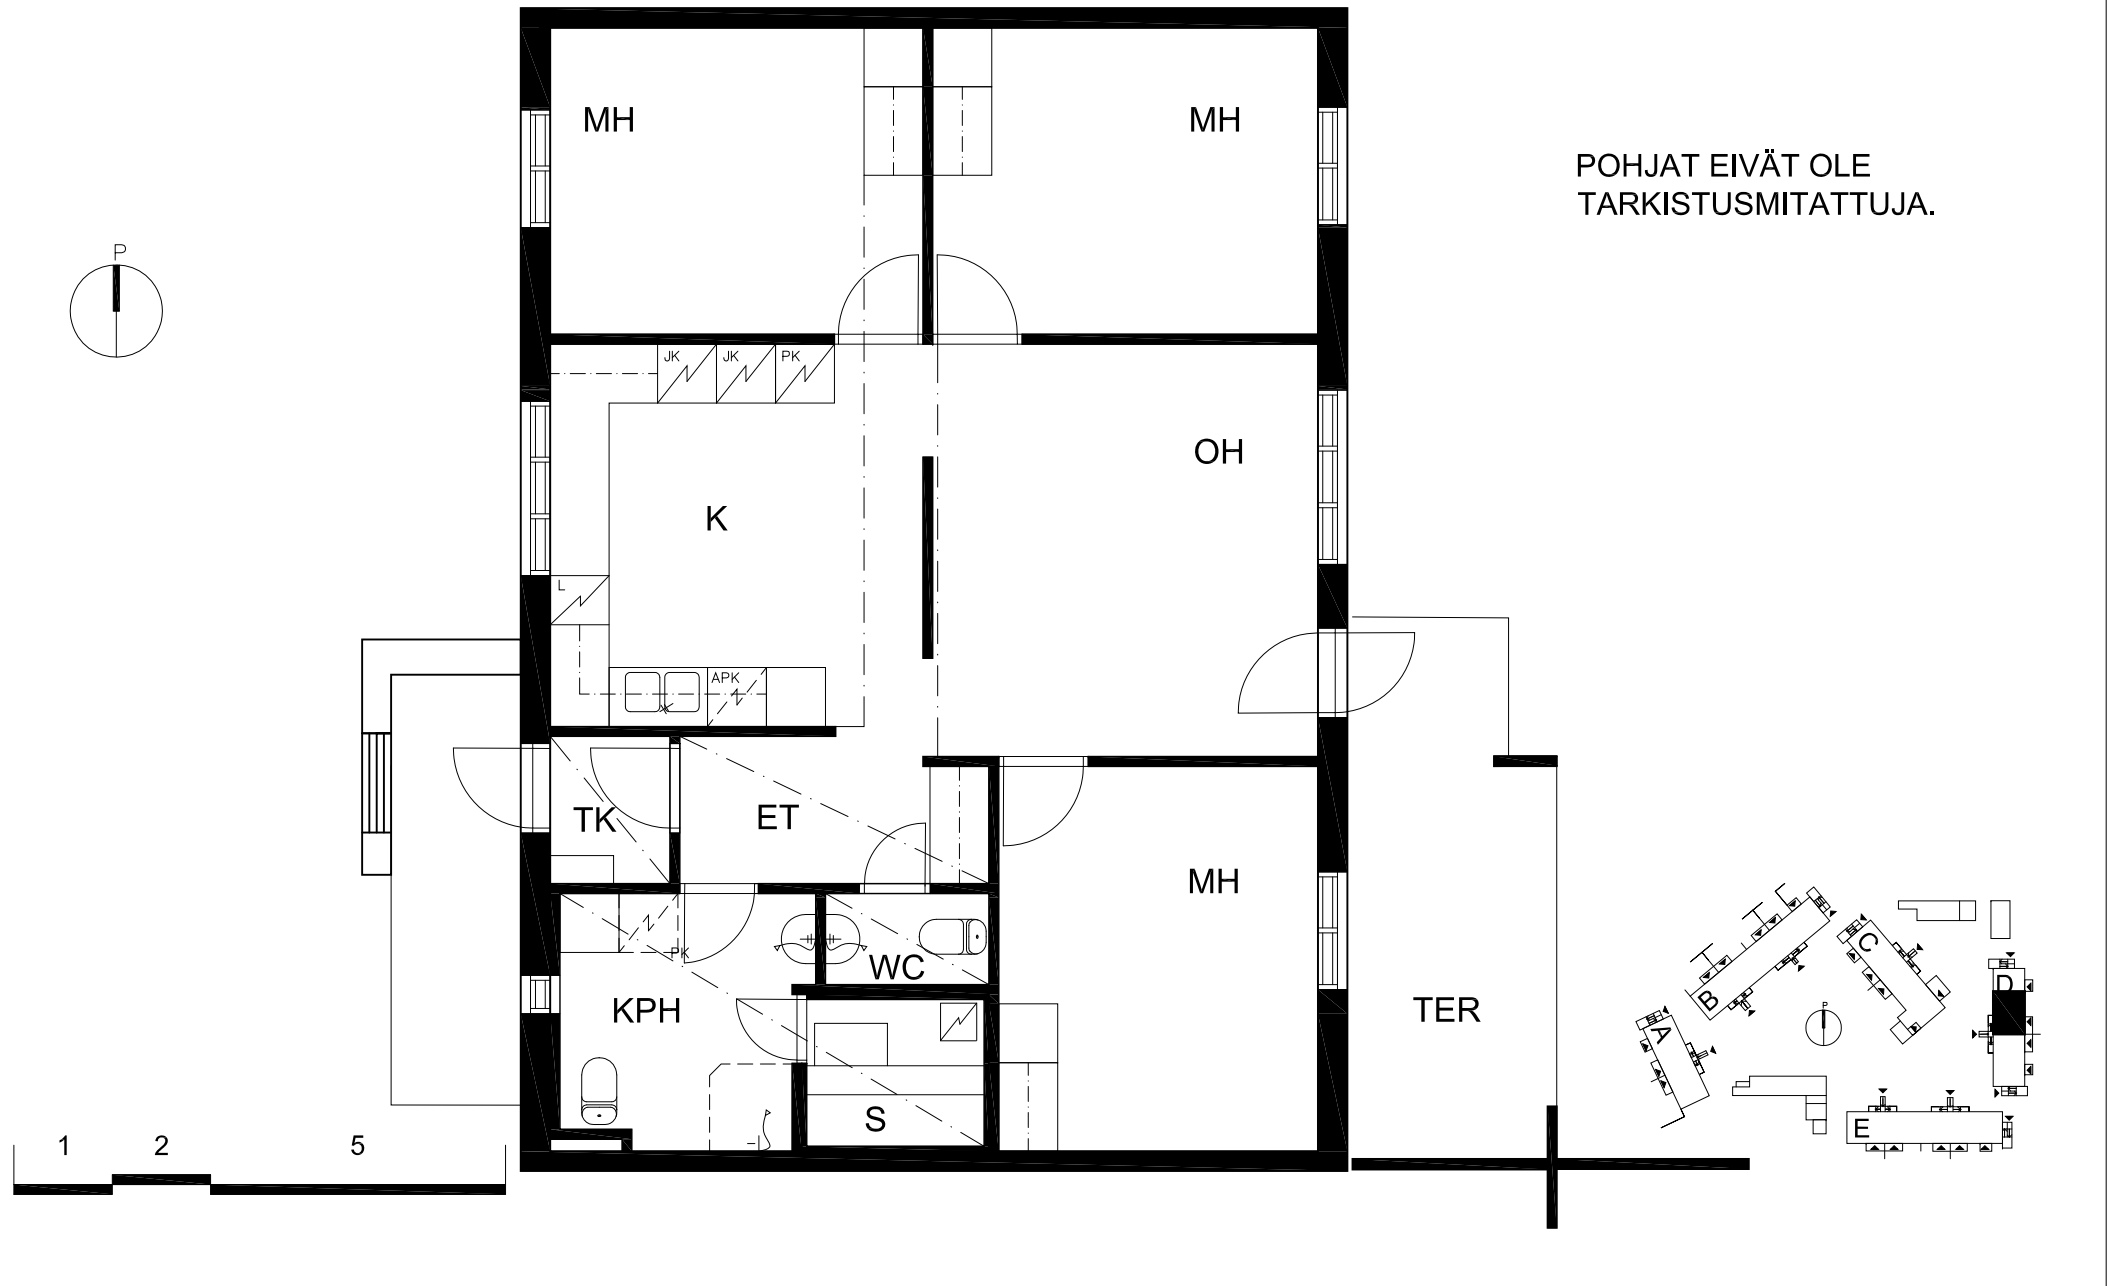 MH
MH
POHJAT EIVÄT OLE
TARKISTUSMITATTUJA.
P
JK
JK
PK
OH
K
L
APK
TK
ET
MH
PK
WC
KPH
TER
S
1
2
5
A
B
C
D
E
P